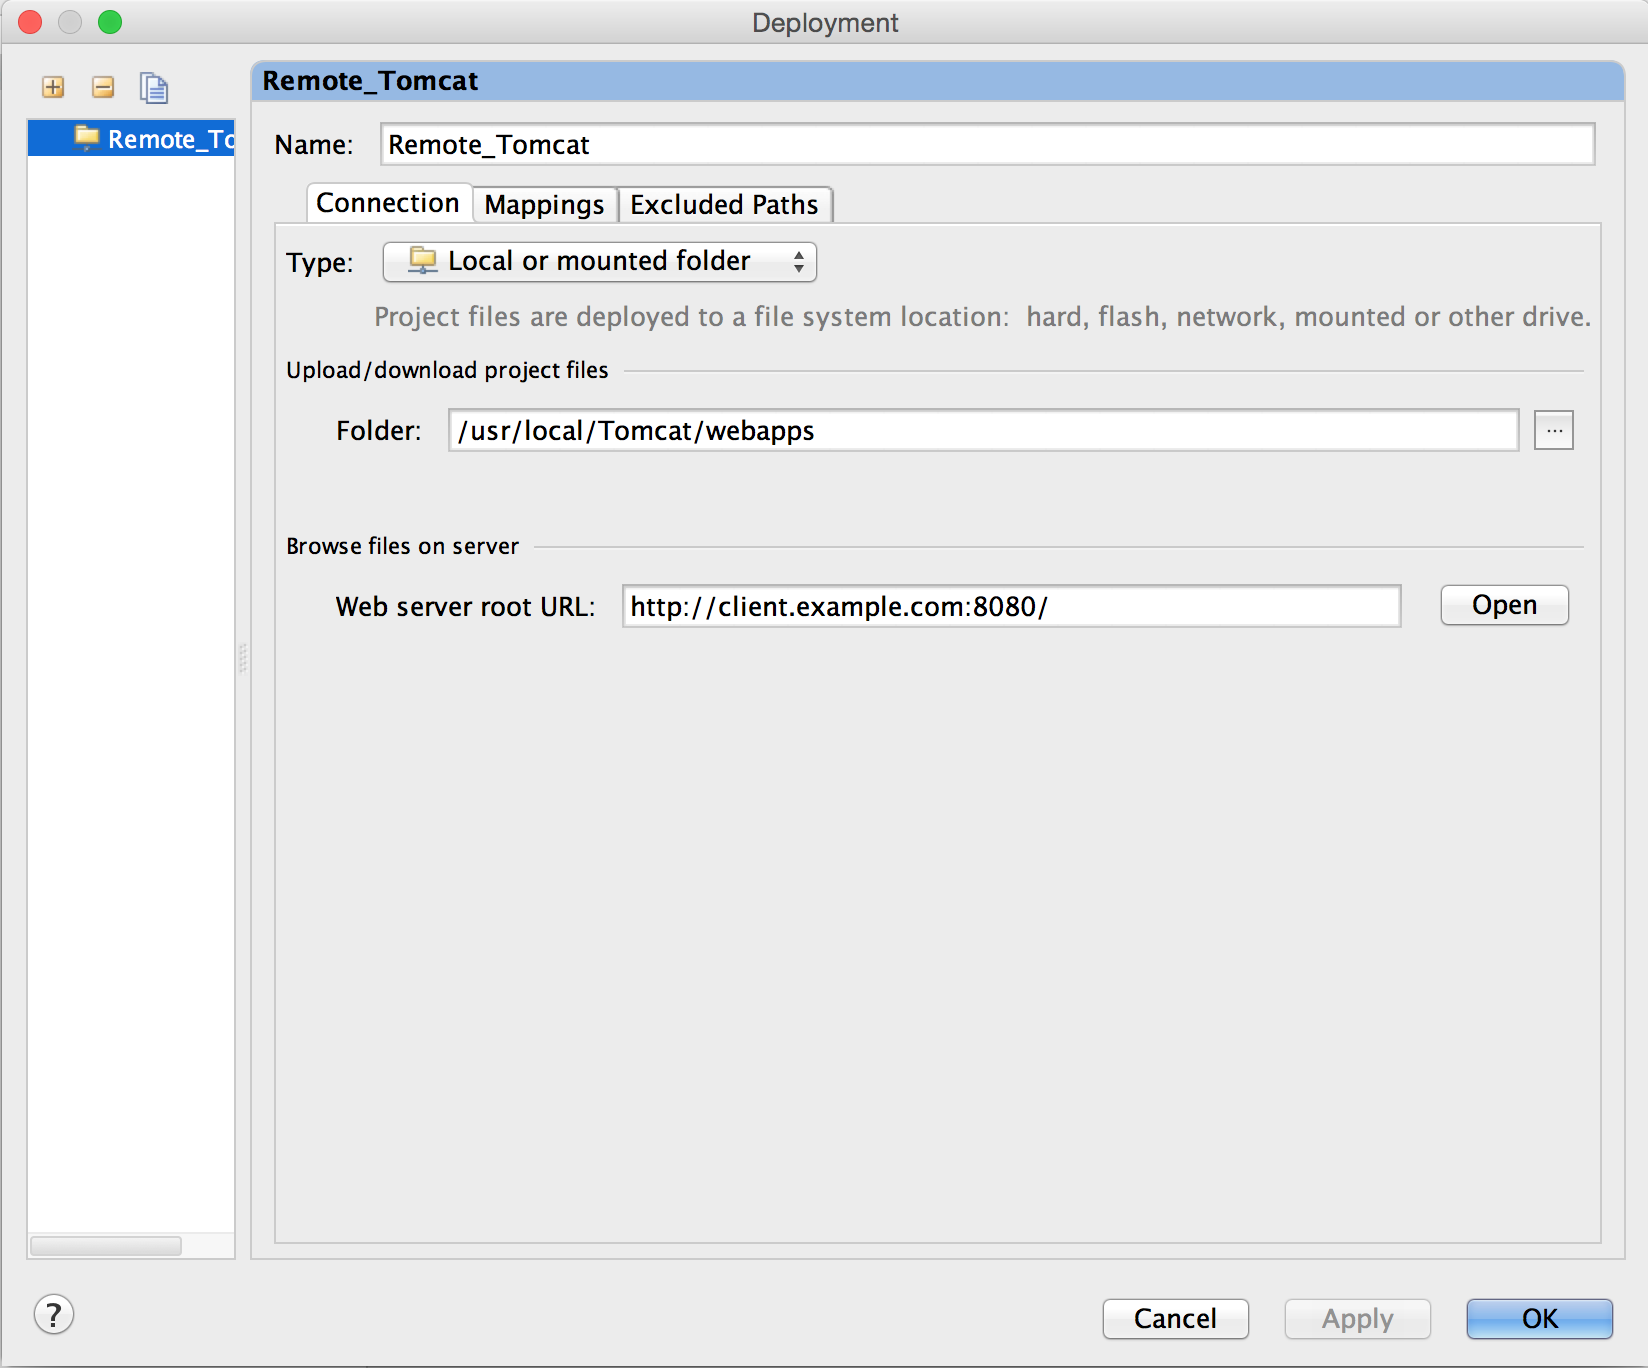 Deployment
Remote_To
Remote_Tomcat
Name: Remote_Tomcat
Connection Mappings Excluded Paths
Type: Local or mounted folder
Project files are deployed to a file system location: hard, flash, network, mounted or other drive.
Upload/download project files
Folder: /usr/local/Tomcat/webapps ...
Browse files on server
Web server root URL: http://client.example.com:8080/ Open
? Cancel Apply OK